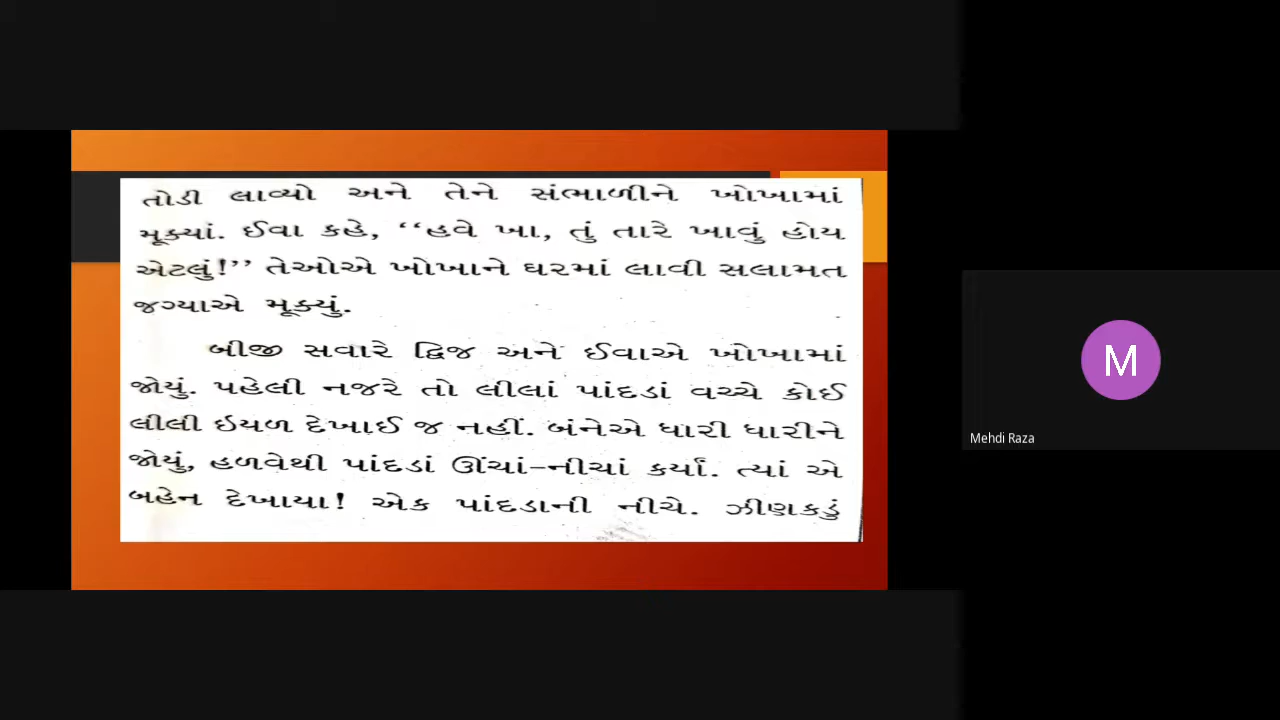 તોડી લાવ્યો અને તેને સંભાળીને ખોખામાં
મૂક્યાં. ઈવા કહે, ‘‘હવે ખા, તું તારે ખાવું હોય
એટલું!’’ તેઓએ ખોખાને ઘરમાં લાવી સલામત
જગ્યાએ મૂક્યું.
બીજી સવારે દ્વિજ અને ઈવાએ ખોખામાં
જોયું. પહેલી નજરે તો લીલાં પાંદડાં વચ્ચે કોઈ
લીલી ઇયળ દેખાઈ જ નહીં. બંનેએ ધારી ધારીને
જોયું, હળવેથી પાંદડાં ઊંચાં-નીચાં કર્યાં. ત્યાં એ
બહેન દેખાયા! એક પાંદડાની નીચે. ઝીણકડું
M
Mehdi Raza